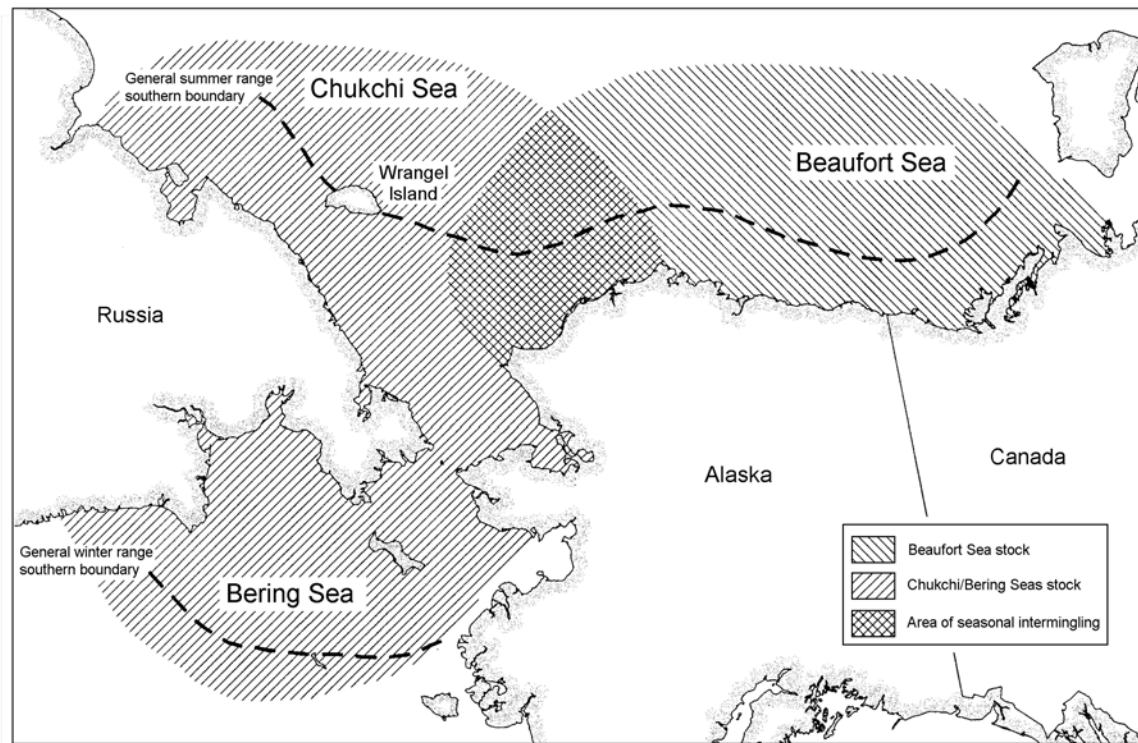 General summer range
southern boundary
Chukchi Sea
Beaufort Sea
Wrangel
Island
Russia
Alaska
Canada
General winter range
southern boundary
Bering Sea
Beaufort Sea stock
Chukchi/Bering Seas stock
Area of seasonal intermingling